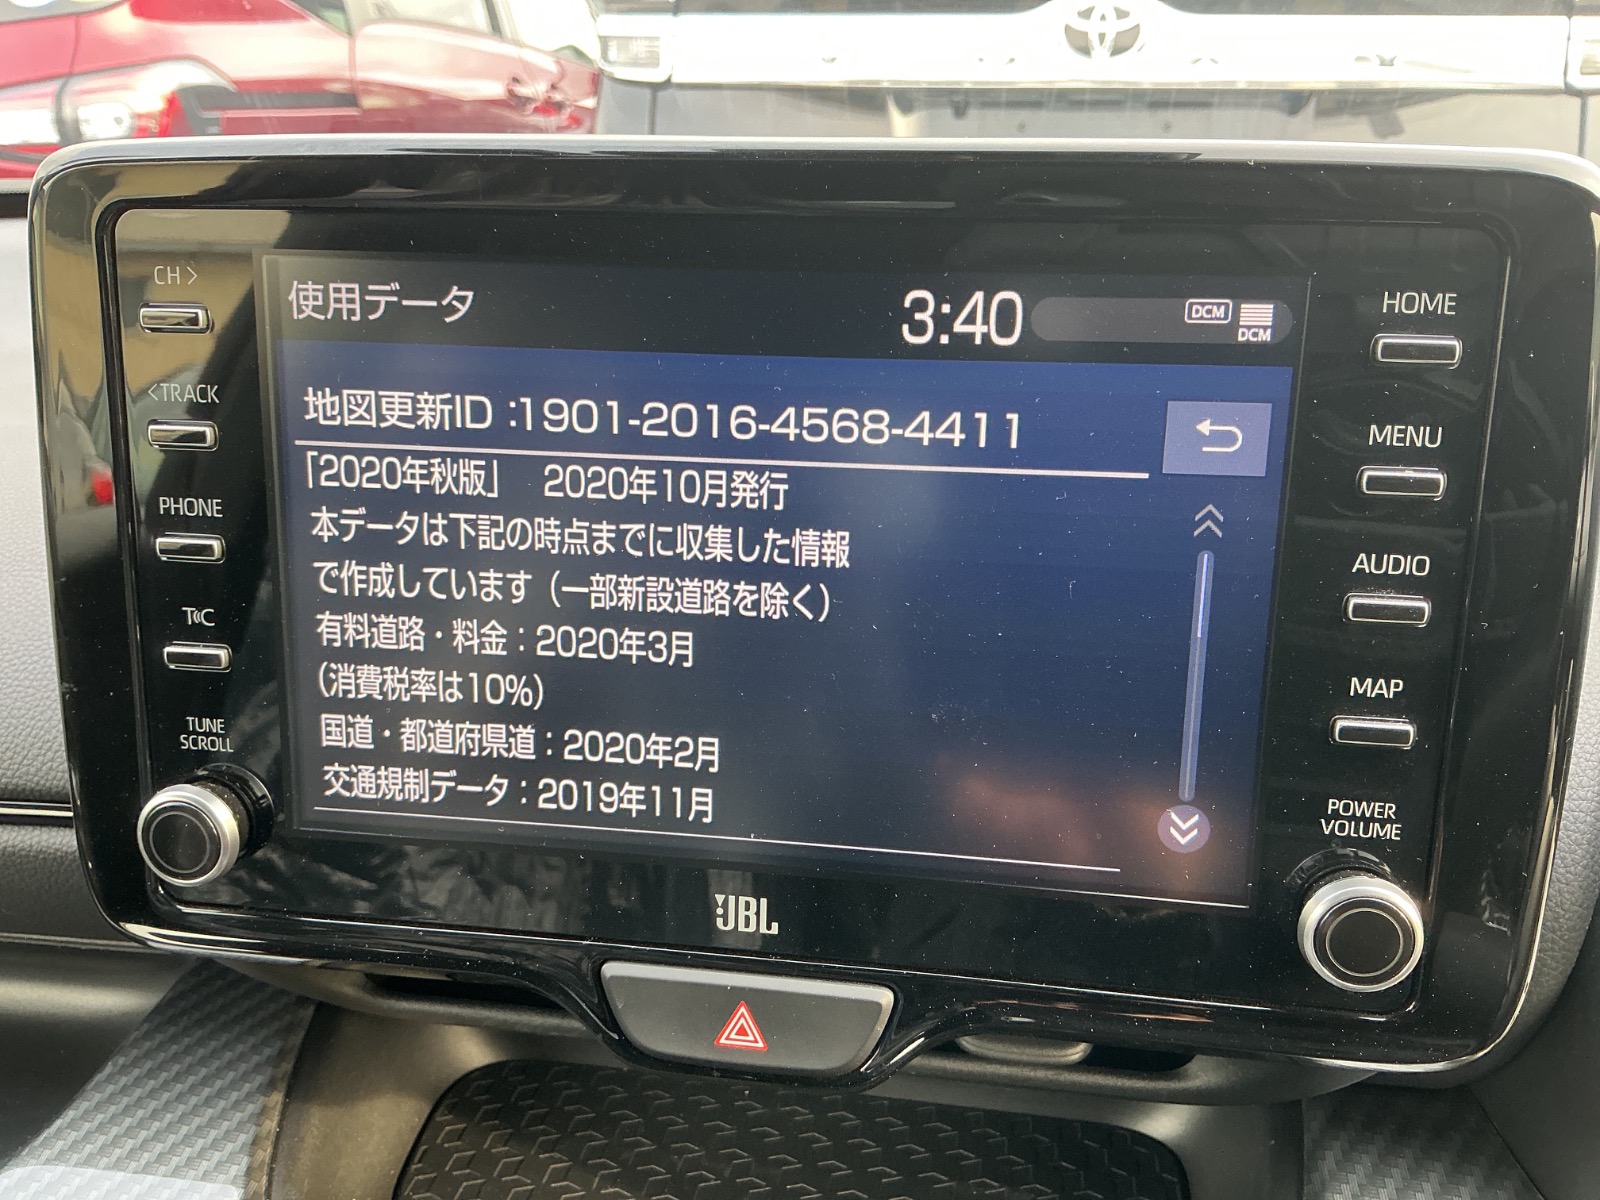 CH>
<TRACK
PHONE
T«C
TUNE
SCROLL
使用データ
3:40
DCM
DCM
地図更新ID:1901-2016-4568-4411
「2020年秋版」 2020年10月発行
本データは下記の時点までに収集した情報
で作成しています（一部新設道路を除く）
有料道路・料金：2020年3月
(消費税率は10%)
国道・都道府県道：2020年2月
交通規制データ：2019年11月
HOME
MENU
AUDIO
MAP
POWER
VOLUME
JBL